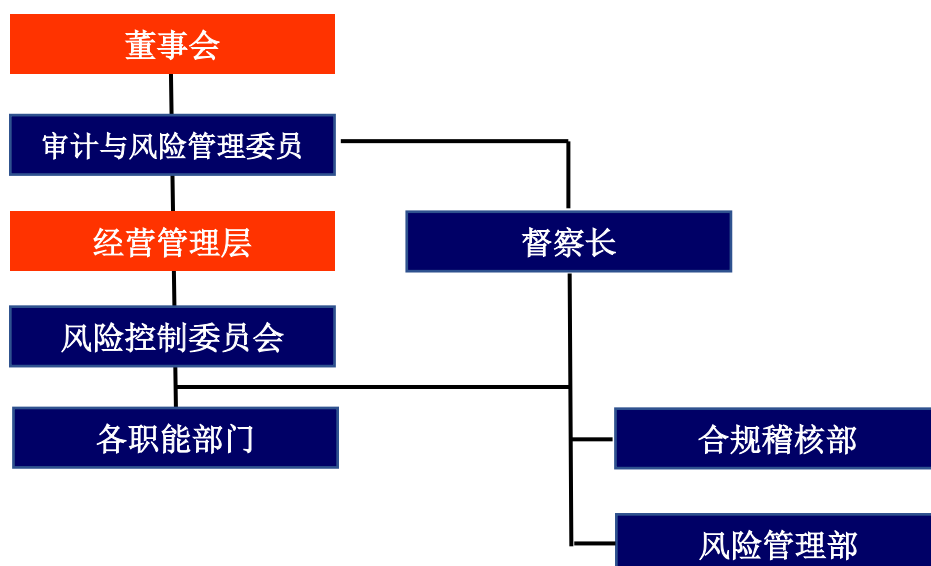 董事会
审计与风险管理委员
经营管理层
督察长
风险控制委员会
各职能部门
合规稽核部
风险管理部